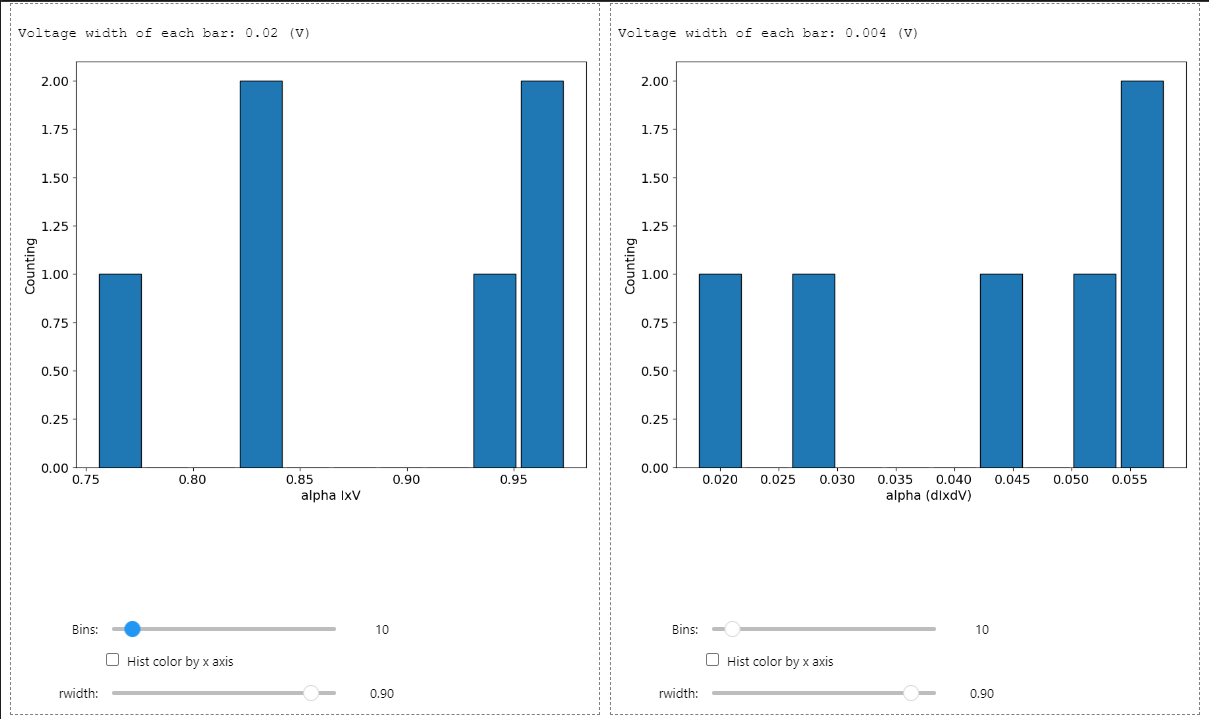 Voltage width of each bar: 0.02 (V)
2.00
1.75
1.50
1.25
1.00
0.75
0.50
0.25
0.00
Counting
0.75 0.80 0.85 0.90 0.95
alpha IxV
Bins: 10
Hist color by x axis
rwidth: 0.90
Voltage width of each bar: 0.004 (V)
2.00
1.75
1.50
1.25
1.00
0.75
0.50
0.25
0.00
Counting
0.020 0.025 0.030 0.035 0.040 0.045 0.050 0.055
alpha (dIxdV)
Bins: 10
Hist color by x axis
rwidth: 0.90